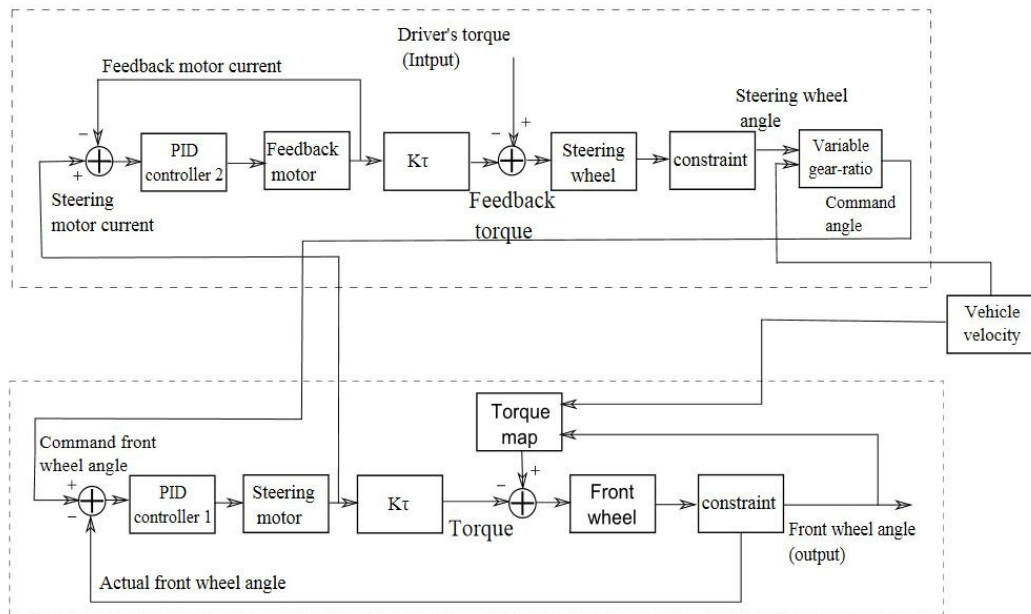 Driver's torque
(Intput)
Feedback motor current
−
+
PID
controller 2
Feedback
motor
Kτ
−
+
Steering
wheel
constraint
Steering wheel
angle
Variable
gear-ratio
Steering
motor current
Feedback
torque
Command
angle
Vehicle
velocity
Torque
map
Command front
wheel angle
+
−
PID
controller 1
Steering
motor
Kτ
−
+
Torque
Front
wheel
constraint
Front wheel angle
(output)
Actual front wheel angle